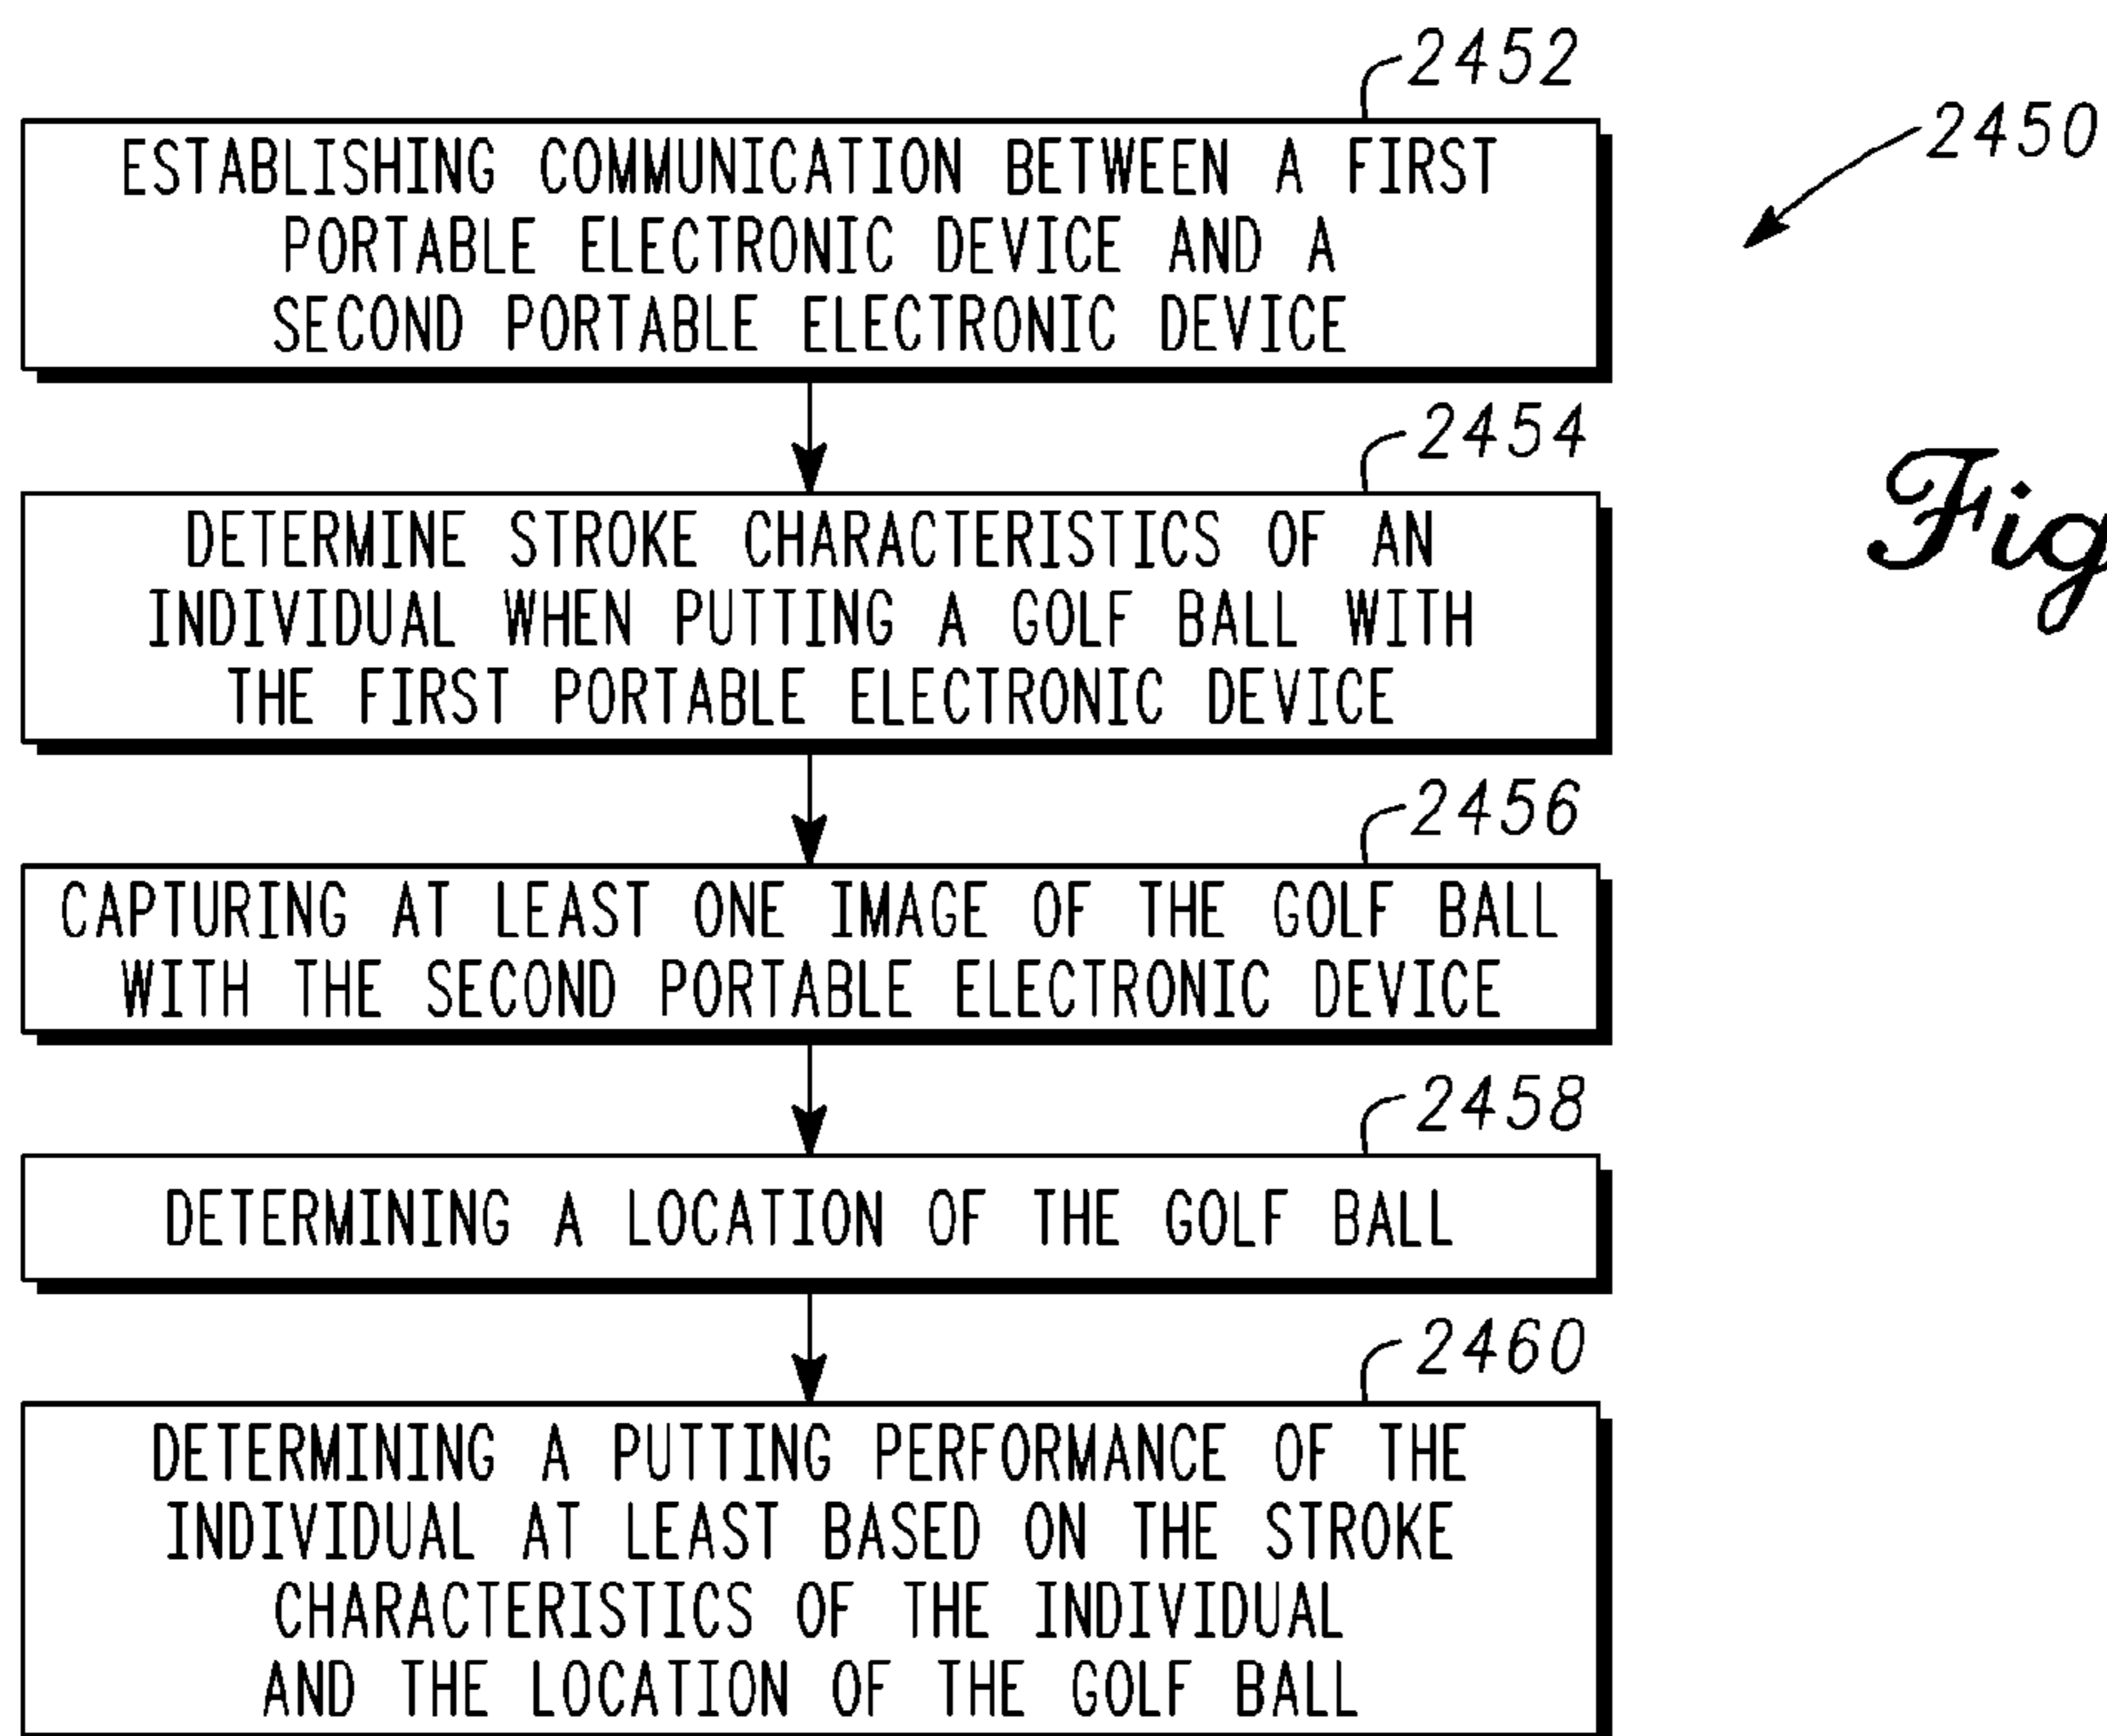 2452
2450
ESTABLISHING COMMUNICATION BETWEEN A FIRST
PORTABLE ELECTRONIC DEVICE AND A
SECOND PORTABLE ELECTRONIC DEVICE
2454
Fig
DETERMINE STROKE CHARACTERISTICS OF AN
INDIVIDUAL WHEN PUTTING A GOLF BALL WITH
THE FIRST PORTABLE ELECTRONIC DEVICE
2456
CAPTURING AT LEAST ONE IMAGE OF THE GOLF BALL
WITH THE SECOND PORTABLE ELECTRONIC DEVICE
2458
DETERMINING A LOCATION OF THE GOLF BALL
2460
DETERMINING A PUTTING PERFORMANCE OF THE
INDIVIDUAL AT LEAST BASED ON THE STROKE
CHARACTERISTICS OF THE INDIVIDUAL
AND THE LOCATION OF THE GOLF BALL